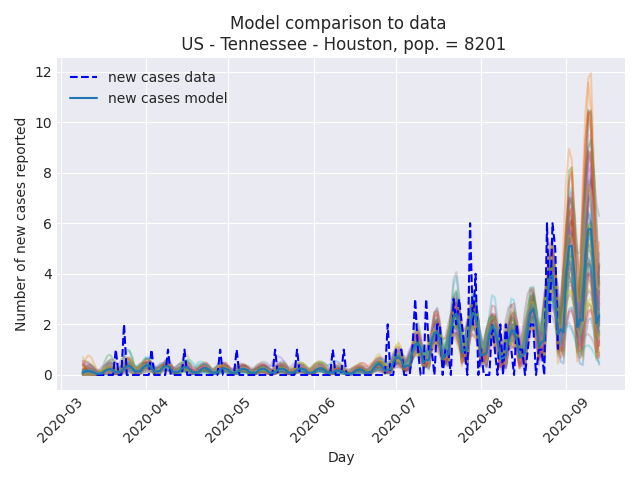 Model comparison to data
US - Tennessee - Houston, pop. = 8201
new cases data
new cases model
Number of new cases reported
12
10
8
6
4
2
0
2020-03
2020-04
2020-05
2020-06
2020-07
2020-08
2020-09
Day